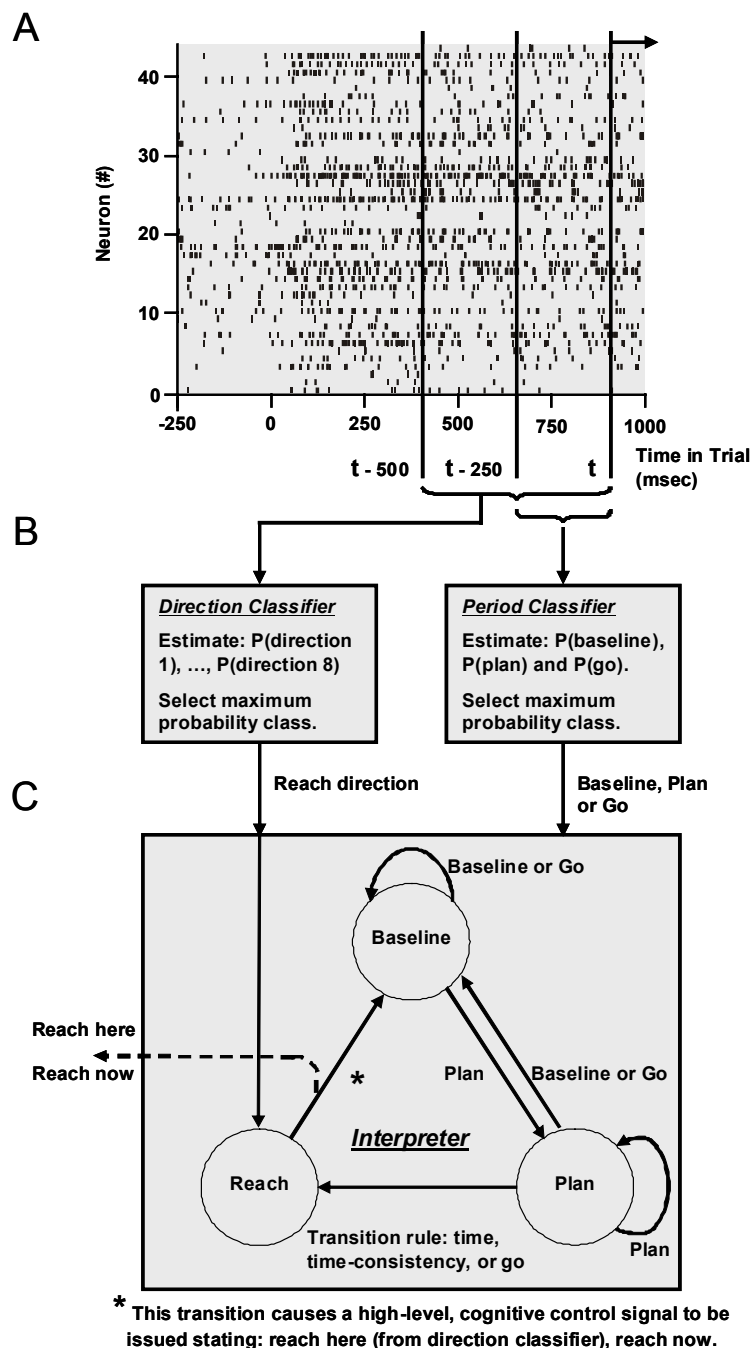 A
40
30
20
10
0
Neuron (#)
-250
0
250
500
750
1000
Time in Trial
(msec)
t - 500
t - 250
t
B
Direction Classifier
Estimate: P(direction
1), …, P(direction 8)
Select maximum
probability class.
Period Classifier
Estimate: P(baseline),
P(plan) and P(go).
Select maximum
probability class.
Reach direction
Baseline, Plan
or Go
C
Baseline or Go
Baseline
Reach here
Reach now
*
Plan
Baseline or Go
Interpreter
Reach
Plan
Transition rule: time,
time-consistency, or go
Plan
* This transition causes a high-level, cognitive control signal to be
issued stating: reach here (from direction classifier), reach now.